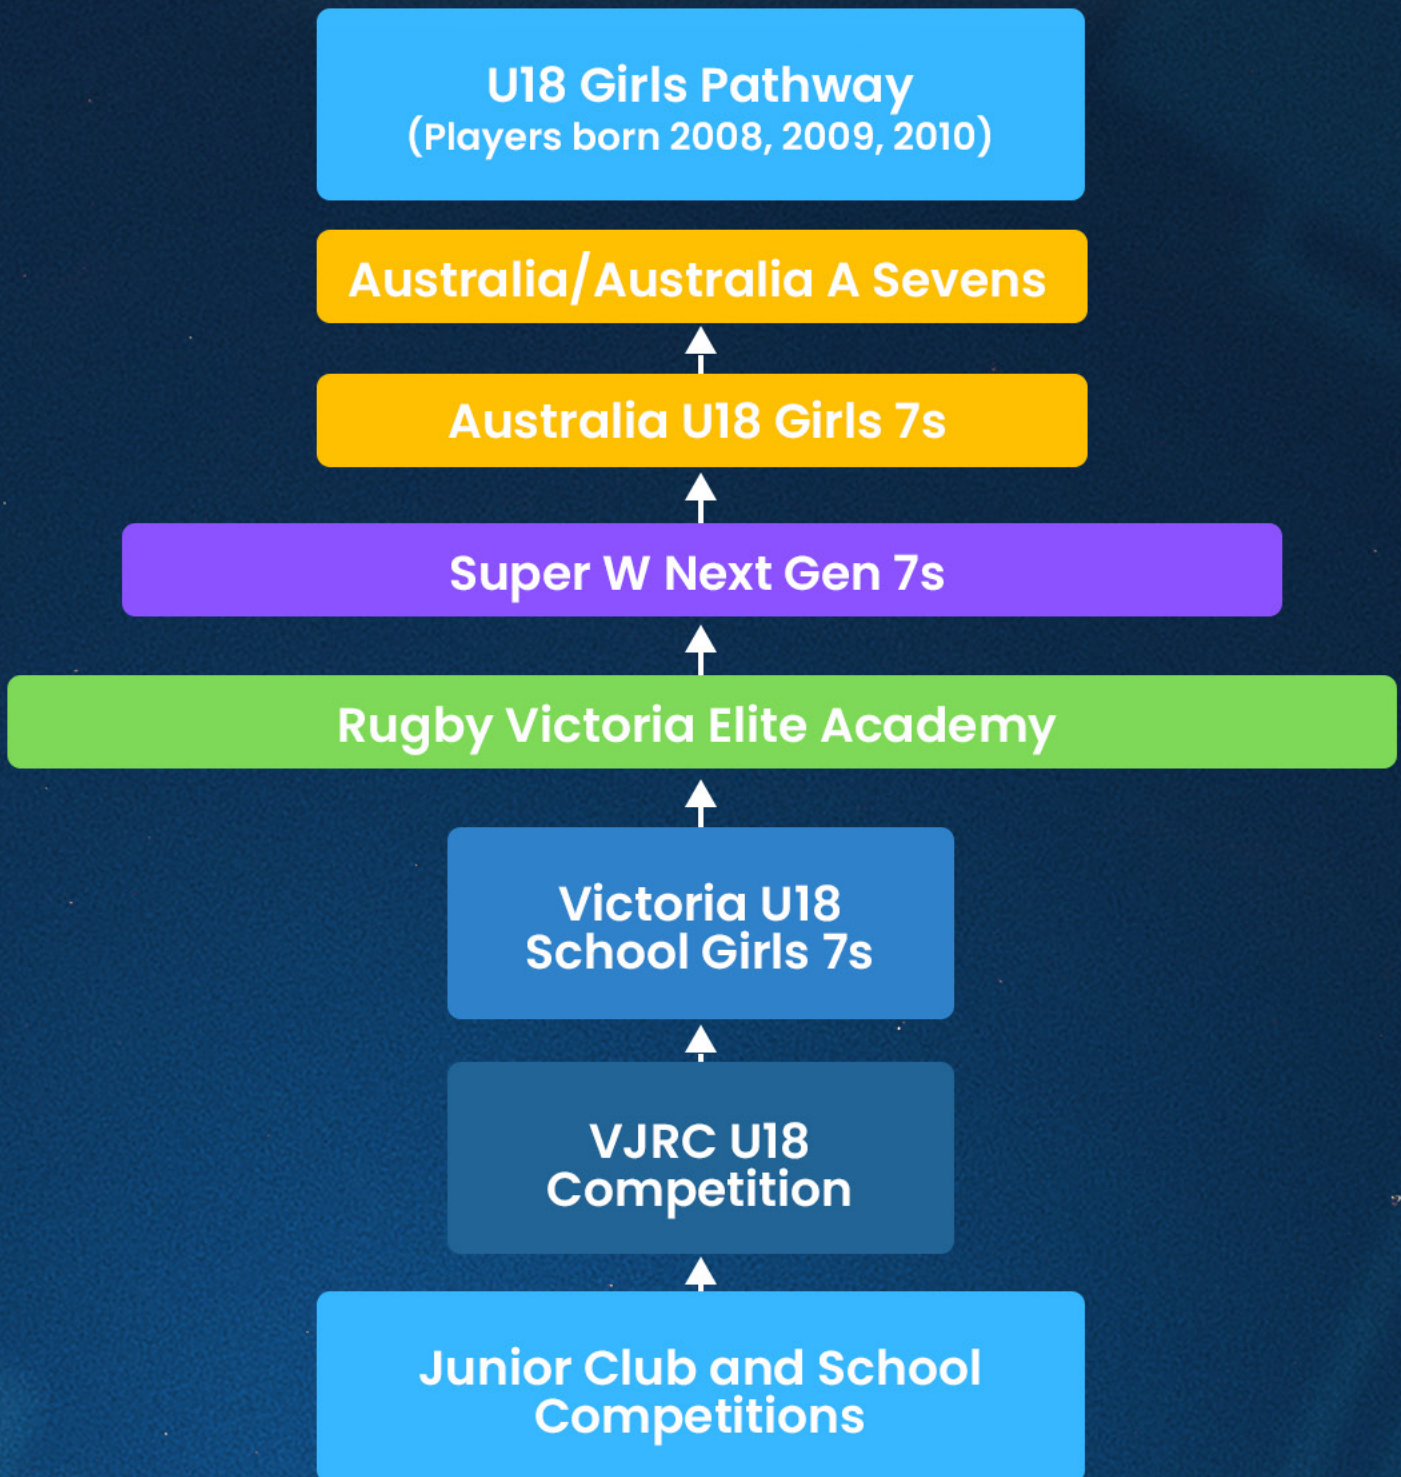 U18 Girls Pathway
(Players born 2008, 2009, 2010)
Australia/Australia A Sevens
Australia U18 Girls 7s
Super W Next Gen 7s
Rugby Victoria Elite Academy
Victoria U18
School Girls 7s
VJRC U18
Competition
Junior Club and School
Competitions